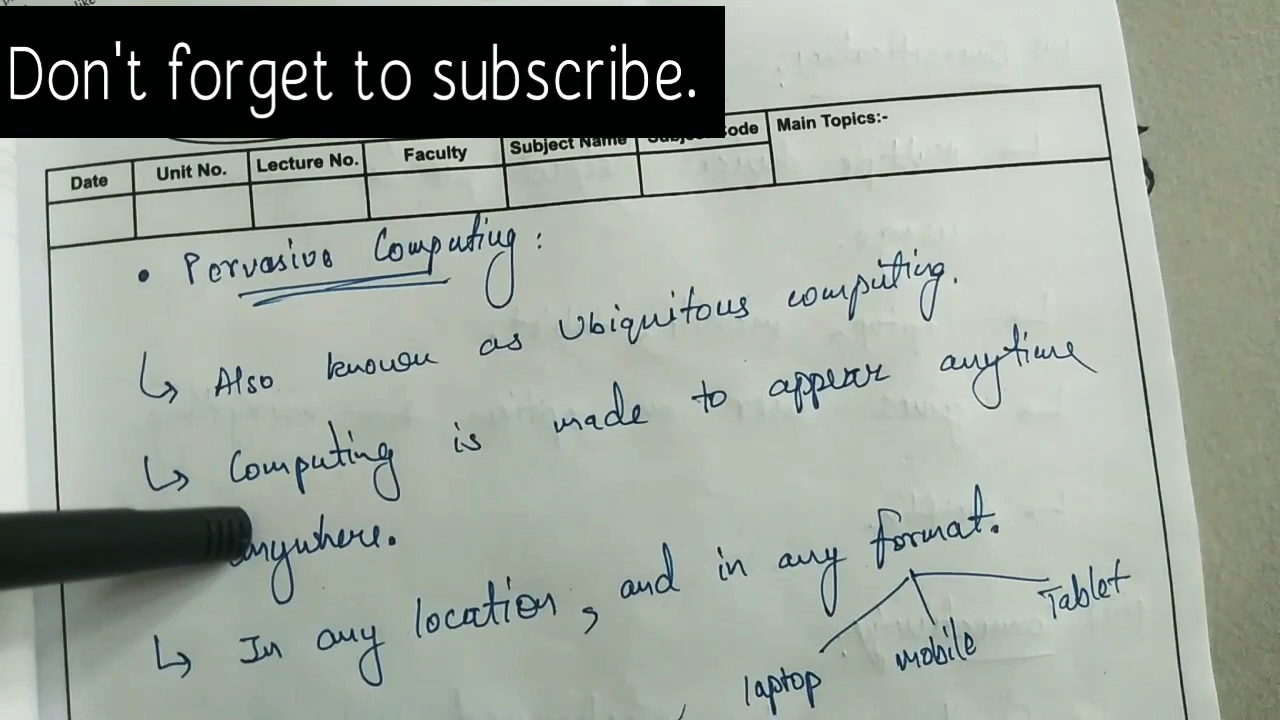 Don't forget to subscribe.
Date Unit No. Lecture No. Faculty Subject Name Code Main Topics:-
• Pervasive Computing:
↳ Also known as Ubiquitous computing.
↳ Computing is made to appear anytime
anywhere.
↳ In any location, and in any format.
laptop mobile Tablet